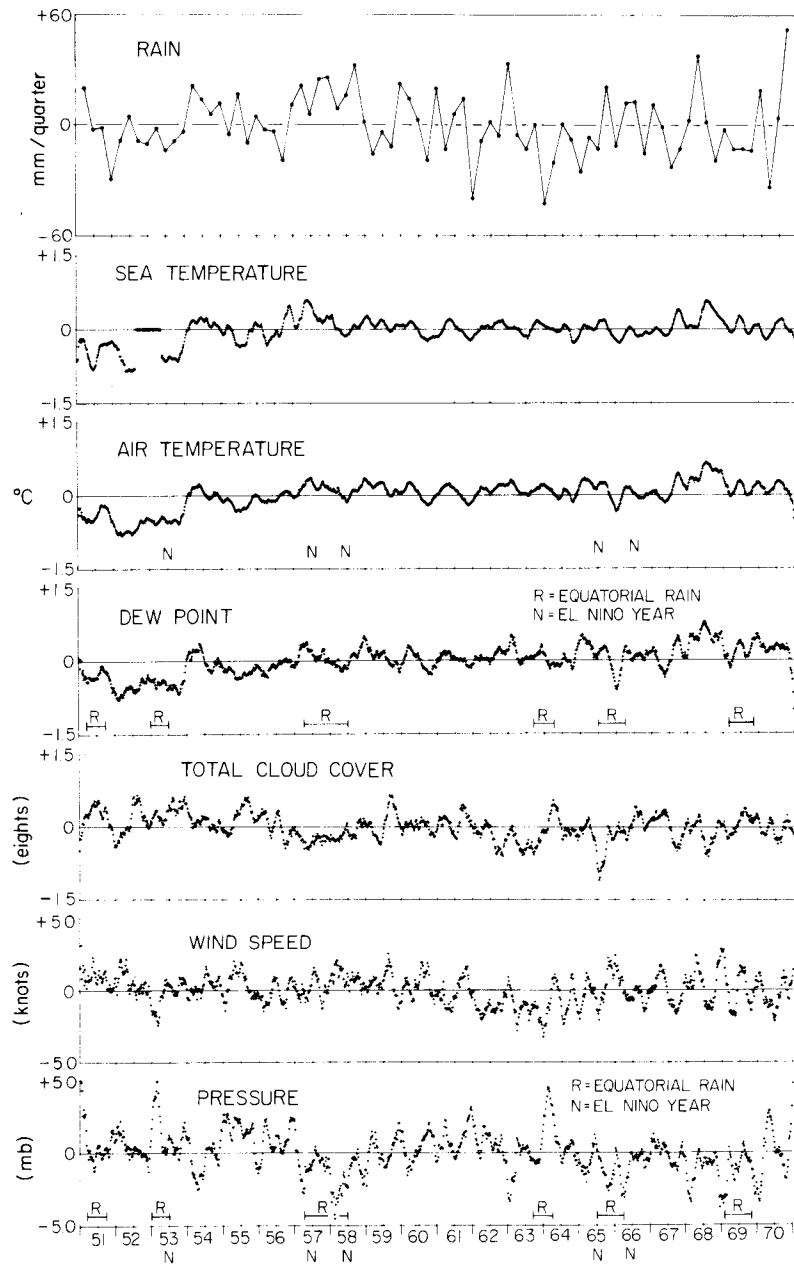 +60
RAIN
mm/quarter
0
-60
+1.5
SEA TEMPERATURE
0
-1.5
+1.5
AIR TEMPERATURE
°C
0
N N N N N
-1.5
+1.5
DEW POINT
R = EQUATORIAL RAIN
N = EL NINO YEAR
0
R R R R R R
-1.5
+1.5
TOTAL CLOUD COVER
(eights)
0
-1.5
+5.0
WIND SPEED
(knots)
0
-5.0
+5.0
PRESSURE
R = EQUATORIAL RAIN
N = EL NINO YEAR
(mb)
0
R R R R R R
-5.0
51 52 53 54 55 56 57 58 59 60 61 62 63 64 65 66 67 68 69 70
N N N N N